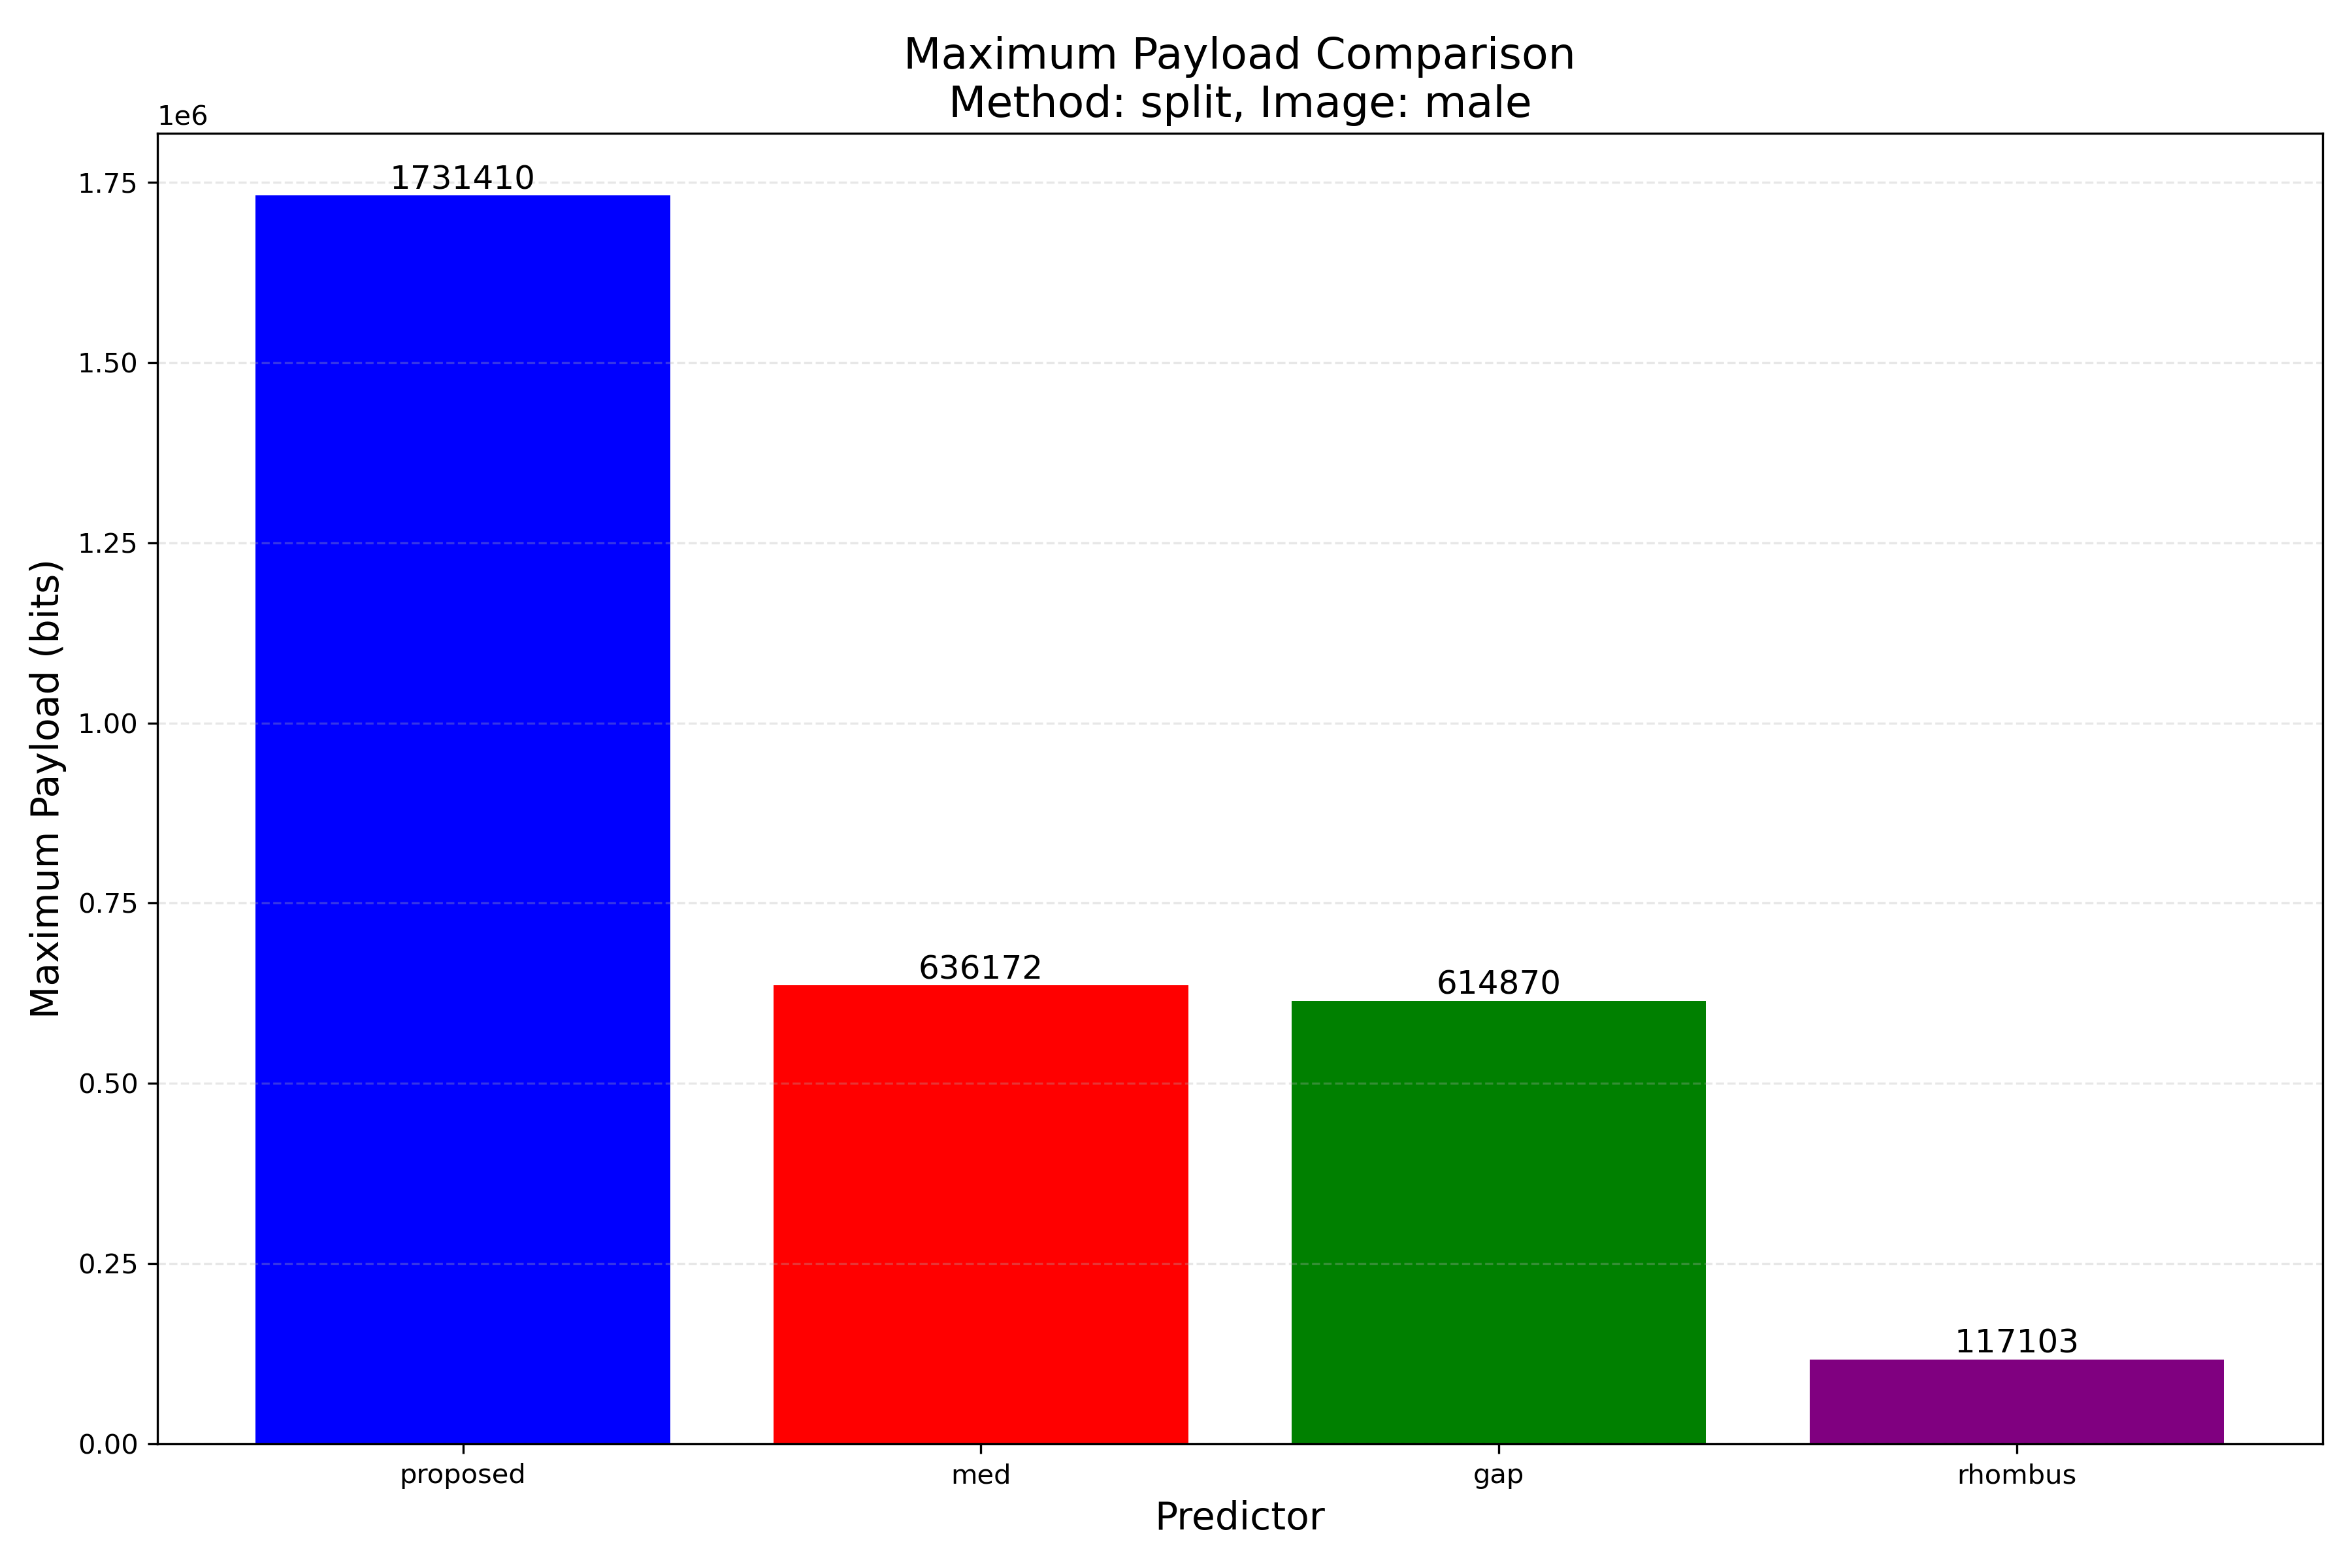 Maximum Payload Comparison
Method: split, Image: male
1e6
1.75
1.50
1.25
1.00
0.75
0.50
0.25
0.00
Maximum Payload (bits)
1731410
636172
614870
117103
proposed
med
gap
rhombus
Predictor